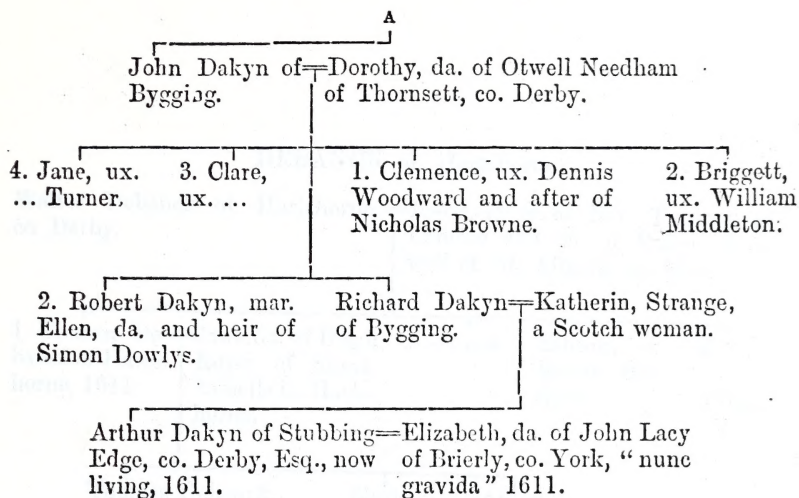 A
John Dakyn of
Bygging.
Dorothy, da. of Otwell Needham
of Thornsett, co. Derby.
4. Jane, ux.
... Turner.
3. Clare,
ux. ...
1. Clemence, ux. Dennis
Woodward and after of
Nicholas Browne.
2. Briggett,
ux. William
Middleton.
2. Robert Dakyn, mar.
Ellen, da. and heir of
Simon Dowlys.
Richard Dakyn
of Bygging.
Katherin, Strange,
a Scotch woman.
Arthur Dakyn of Stubbing
Edge, co. Derby, Esq., now
living, 1611.
Elizabeth, da. of John Lacy
of Brierly, co. York, “ nunc
gravida ” 1611.